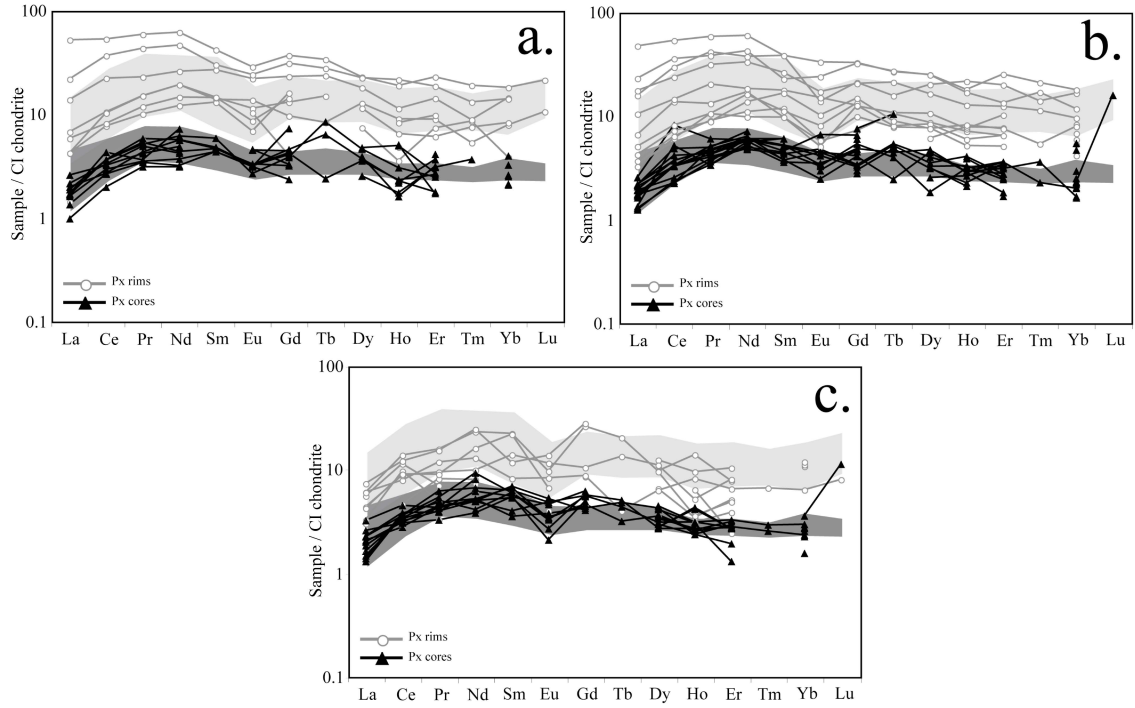 a.
100
10
1
0.1
Sample / CI chondrite
Px rims
Px cores
La Ce Pr Nd Sm Eu Gd Tb Dy Ho Er Tm Yb Lu
b.
100
10
1
0.1
Sample / CI chondrite
Px rims
Px cores
La Ce Pr Nd Sm Eu Gd Tb Dy Ho Er Tm Yb Lu
c.
100
10
1
0.1
Sample / CI chondrite
Px rims
Px cores
La Ce Pr Nd Sm Eu Gd Tb Dy Ho Er Tm Yb Lu